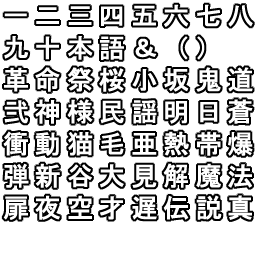 一二三四五六七八
九十本語＆（）
革命祭桜小坂鬼道
弐神様民謡明日蒼
衝動猫毛亜熱帯爆
弾新谷大見解魔法
扉夜空才遅伝説真